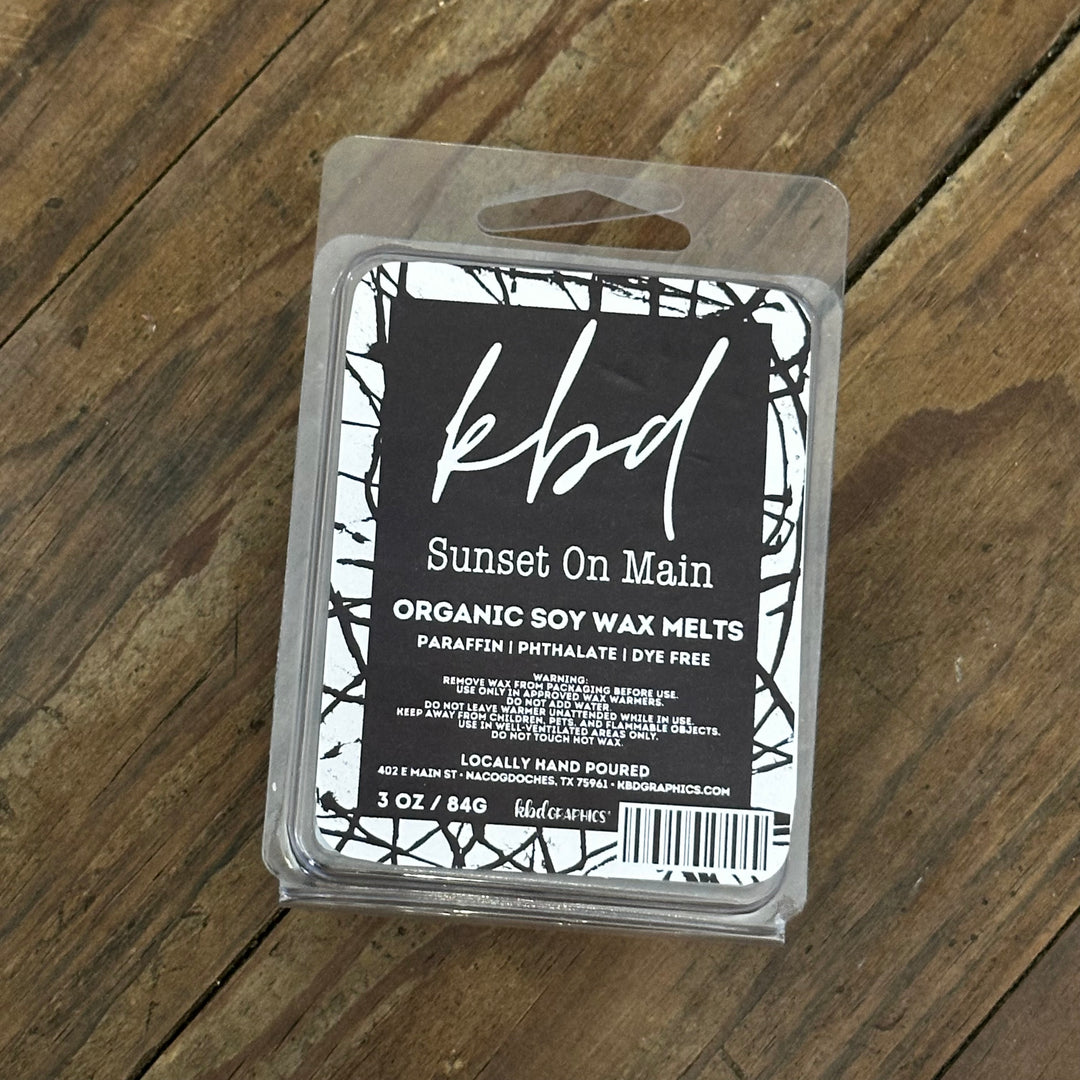 kbd
Sunset On Main
ORGANIC SOY WAX MELTS
PARAFFIN | PHTHALATE | DYE FREE
WARNING:
REMOVE WAX FROM PACKAGING BEFORE USE.
USE ONLY IN APPROVED WAX WARMERS.
DO NOT ADD WATER.
DO NOT LEAVE WARMER UNATTENDED WHILE IN USE.
KEEP AWAY FROM CHILDREN, PETS, AND FLAMMABLE OBJECTS.
USE IN WELL-VENTILATED AREAS ONLY.
DO NOT TOUCH HOT WAX.
LOCALLY HAND POURED
402 E MAIN ST • NACOGDOCHES, TX 75961 • KBDGRAPHICS.COM
3 OZ / 84G
kbd GRAPHICS